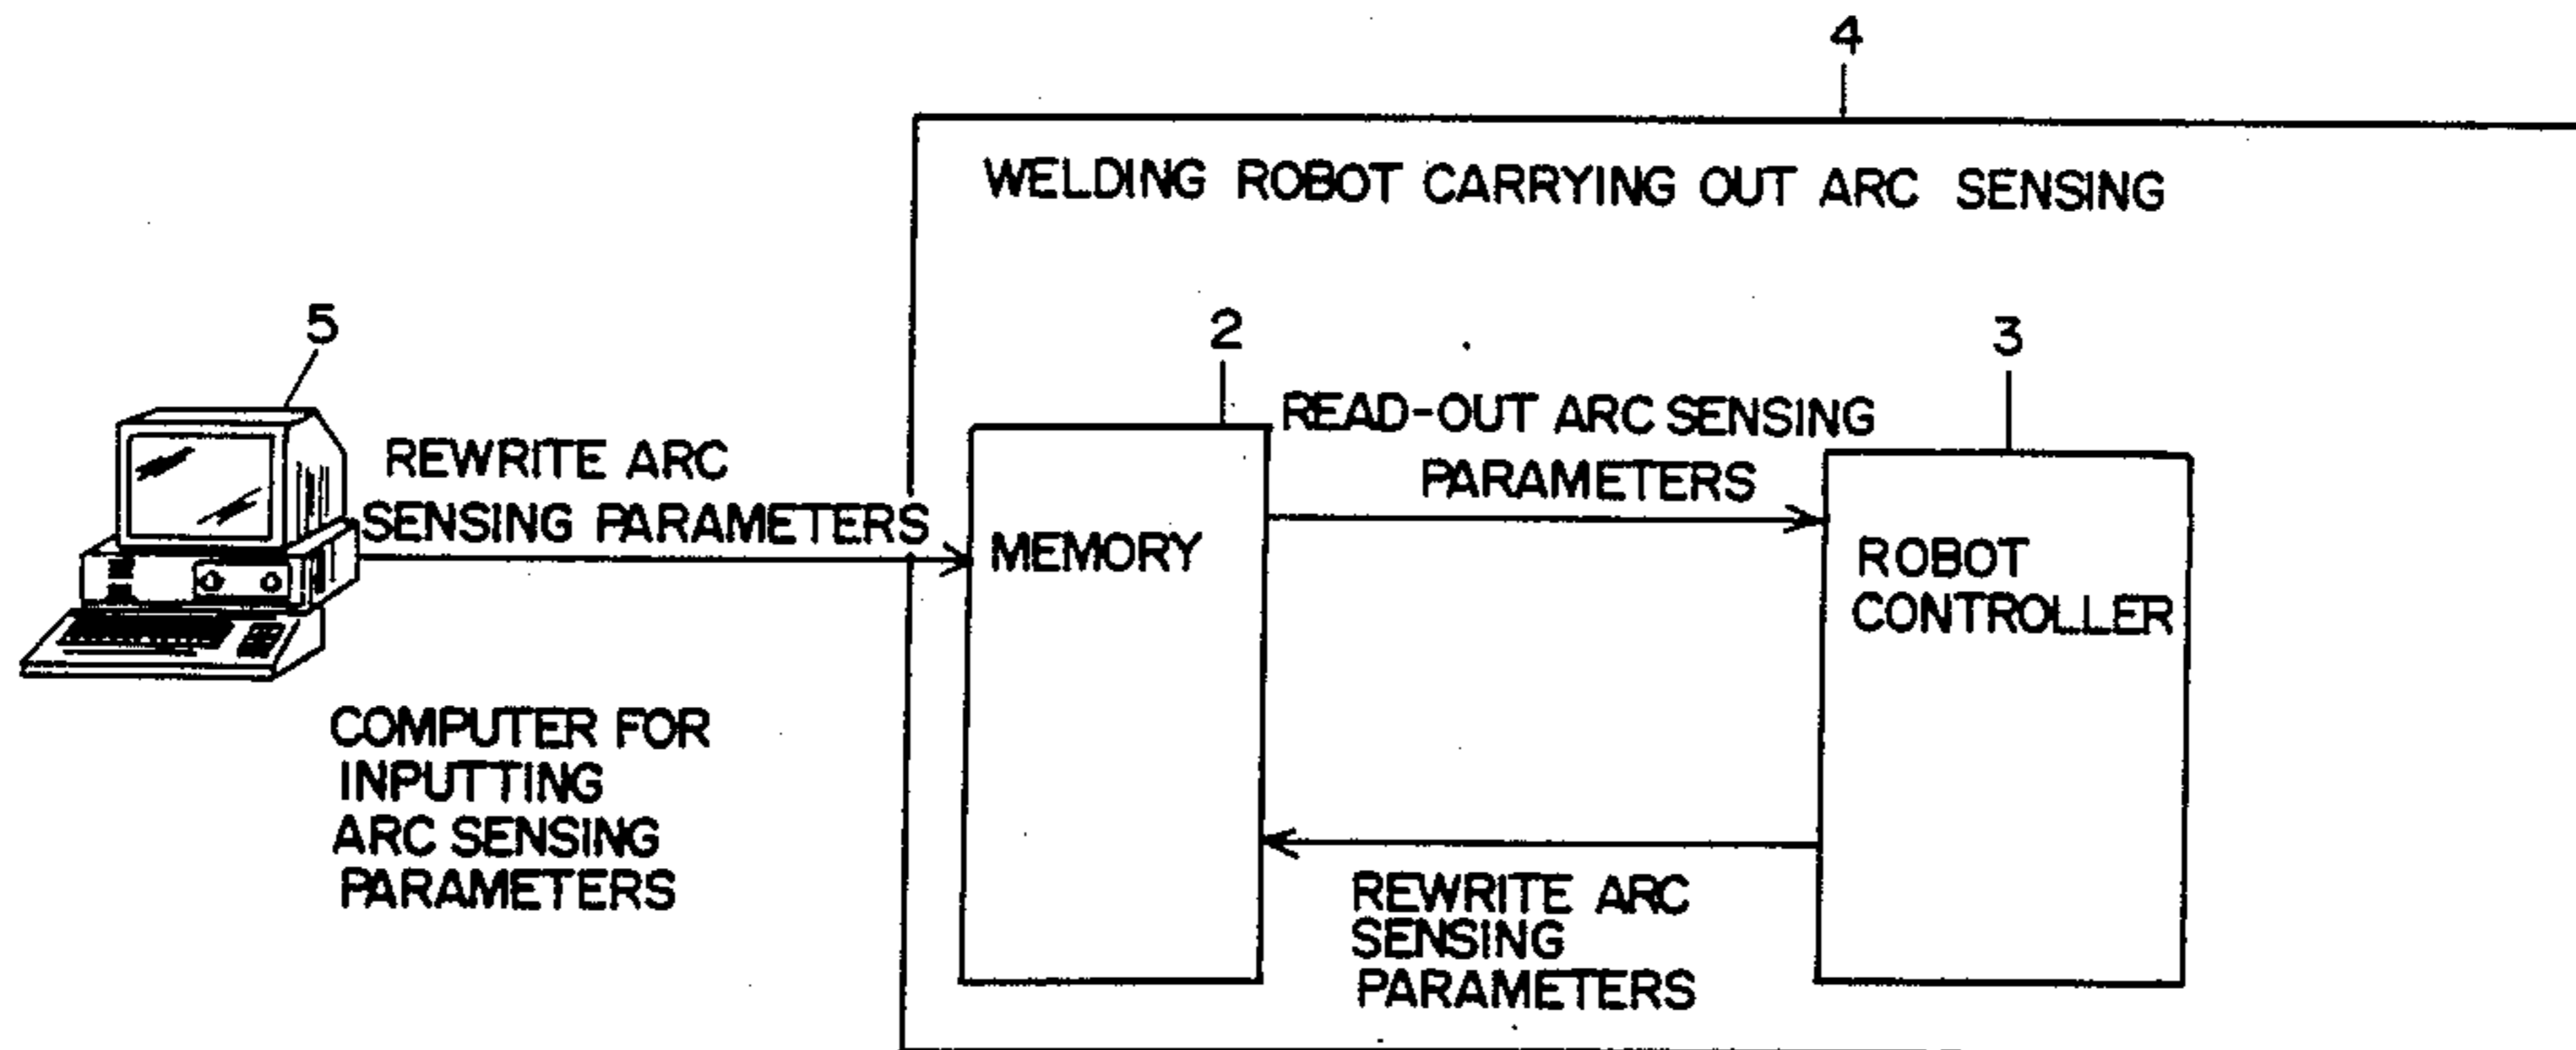 4
WELDING ROBOT CARRYING OUT ARC SENSING
5
2
3
READ-OUT ARC SENSING
PARAMETERS
REWRITE ARC
SENSING PARAMETERS
MEMORY
ROBOT
CONTROLLER
COMPUTER FOR
INPUTTING
ARC SENSING
PARAMETERS
REWRITE ARC
SENSING
PARAMETERS